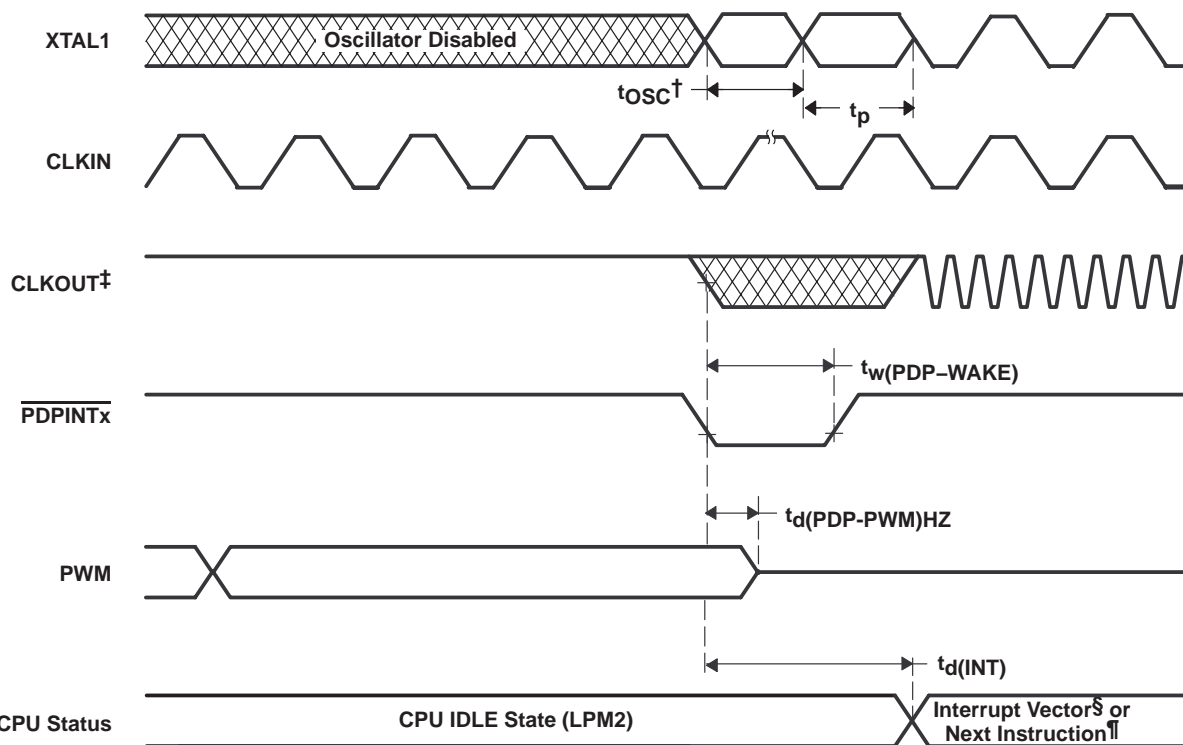 XTAL1
Oscillator Disabled
tOSC†
tp
CLKIN
CLKOUT‡
tw(PDP–WAKE)
PDPINTx
td(PDP-PWM)HZ
PWM
td(INT)
CPU Status
CPU IDLE State (LPM2)
Interrupt Vector§ or
Next Instruction¶